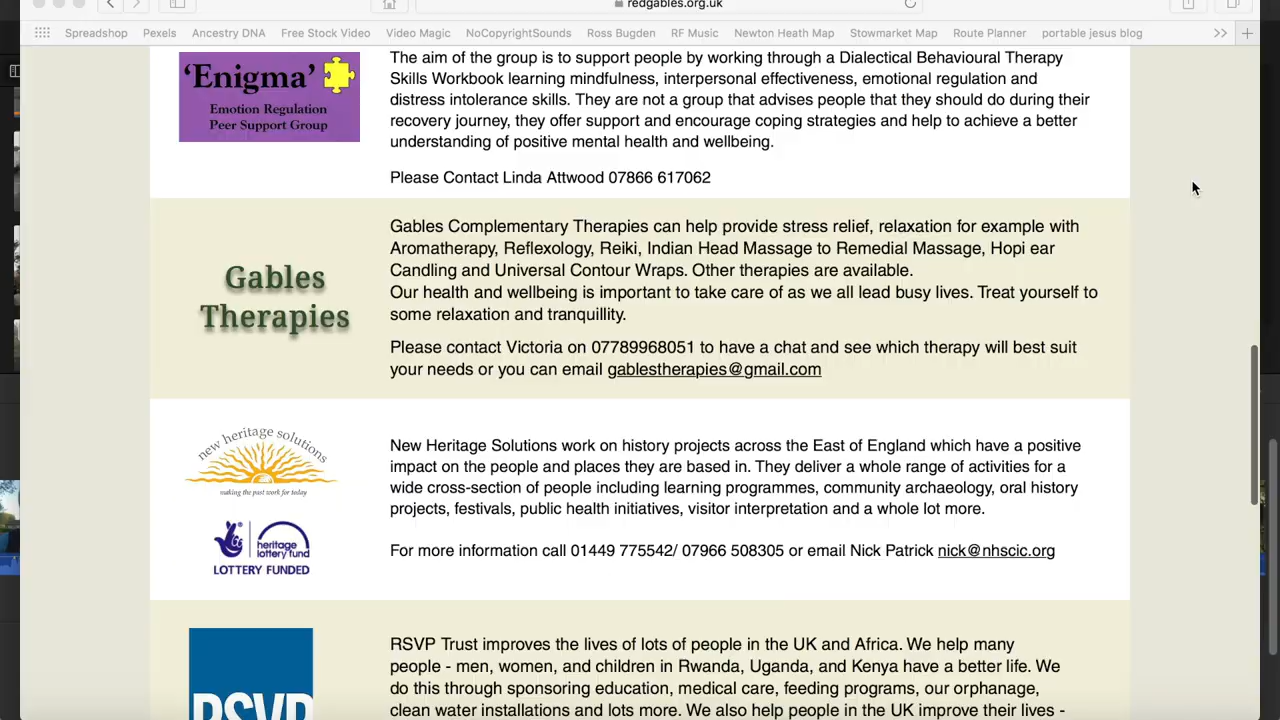 redgables.org.uk
Spreadshop Pexels Ancestry DNA Free Stock Video Video Magic NoCopyrightSounds Ross Bugden RF Music Newton Heath Map Stowmarket Map Route Planner portable jesus blog
'Enigma'
Emotion Regulation
Peer Support Group
The aim of the group is to support people by working through a Dialectical Behavioural Therapy
Skills Workbook learning mindfulness, interpersonal effectiveness, emotional regulation and
distress intolerance skills. They are not a group that advises people that they should do during their
recovery journey, they offer support and encourage coping strategies and help to achieve a better
understanding of positive mental health and wellbeing.
Please Contact Linda Attwood 07866 617062
Gables
Therapies
Gables Complementary Therapies can help provide stress relief, relaxation for example with
Aromatherapy, Reflexology, Reiki, Indian Head Massage to Remedial Massage, Hopi ear
Candling and Universal Contour Wraps. Other therapies are available.
Our health and wellbeing is important to take care of as we all lead busy lives. Treat yourself to
some relaxation and tranquillity.
Please contact Victoria on 07789968051 to have a chat and see which therapy will best suit
your needs or you can email gablestherapies@gmail.com
new heritage solutions
making the past work for today
heritage
lottery fund
LOTTERY FUNDED
New Heritage Solutions work on history projects across the East of England which have a positive
impact on the people and places they are based in. They deliver a whole range of activities for a
wide cross-section of people including learning programmes, community archaeology, oral history
projects, festivals, public health initiatives, visitor interpretation and a whole lot more.
For more information call 01449 775542/ 07966 508305 or email Nick Patrick nick@nhscic.org
RSVP
RSVP Trust improves the lives of lots of people in the UK and Africa. We help many
people - men, women, and children in Rwanda, Uganda, and Kenya have a better life. We
do this through sponsoring education, medical care, feeding programs, our orphanage,
clean water installations and lots more. We also help people in the UK improve their lives -